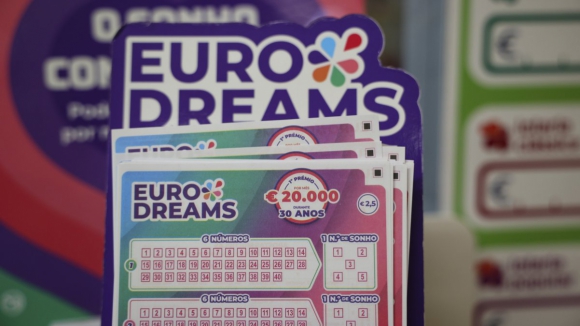 O SONHO
CON
EURO
DREAMS
1º PRÉMIO
EURO
DREAMS
1º PRÉMIO
€ 20.000
DURANTE
30 ANOS
€ 2,5
6 NÚMEROS
1 N.º DE SONHO
1 2 3 4 5 6 7 8 9 10 11 12 13 14
15 16 17 18 19 20 21 22 23 24 25 26 27 28
29 30 31 32 33 34 35 36 37 38 39 40
1 2
3
4 5
1
6 NÚMEROS
1 N.º DE SONHO
1 2 3 4 5 6 7 8 9 10 11 12 13 14
€
€